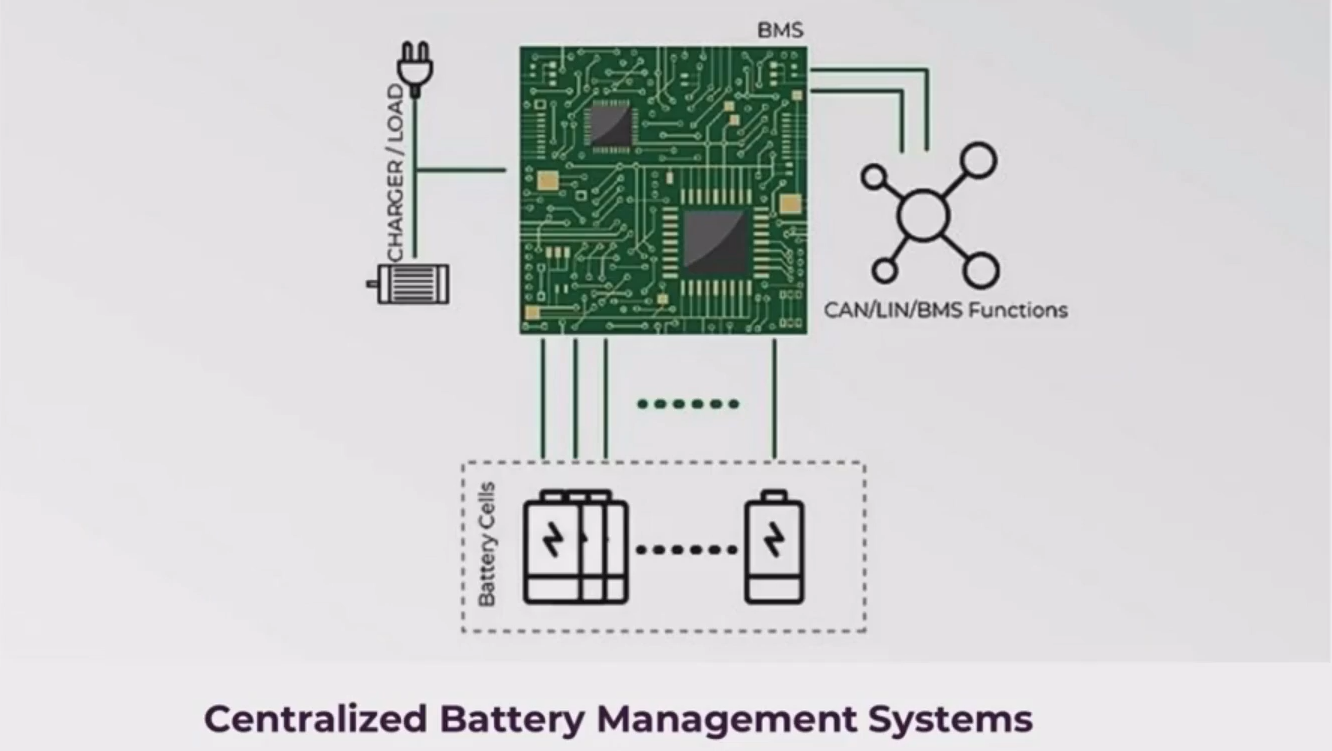 BMS
CHARGER / LOAD
CAN/LIN/BMS Functions
Battery Cells
Centralized Battery Management Systems